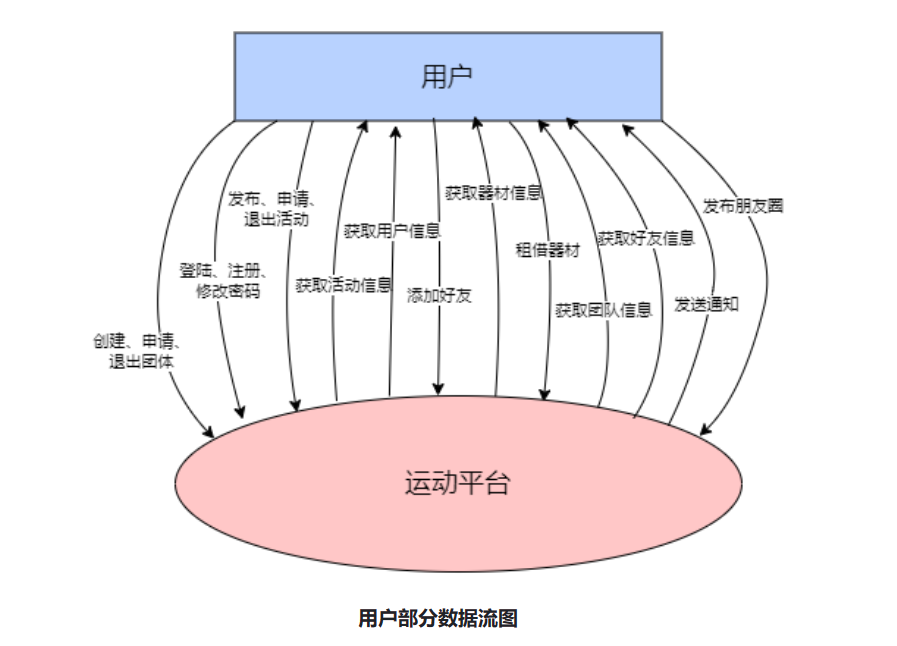 用户
发布、申请、
退出活动
获取器材信息
发布朋友圈
获取用户信息
租借器材
获取好友信息
登陆、注册、
修改密码
获取活动信息
添加好友
获取团队信息
发送通知
创建、申请、
退出团体
运动平台
用户部分数据流图